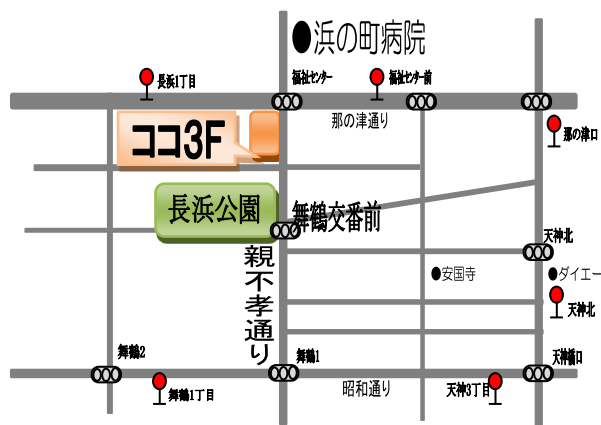 ●浜の町病院
長浜1丁目
福祉センター
福祉センター前
那の津通り
那の津口
ココ3F
長浜公園
舞鶴交番前
天神北
親不孝通り
●安国寺
●ダイエー
天神北
舞鶴2
舞鶴1
天神橋口
舞鶴1丁目
昭和通り
天神3丁目